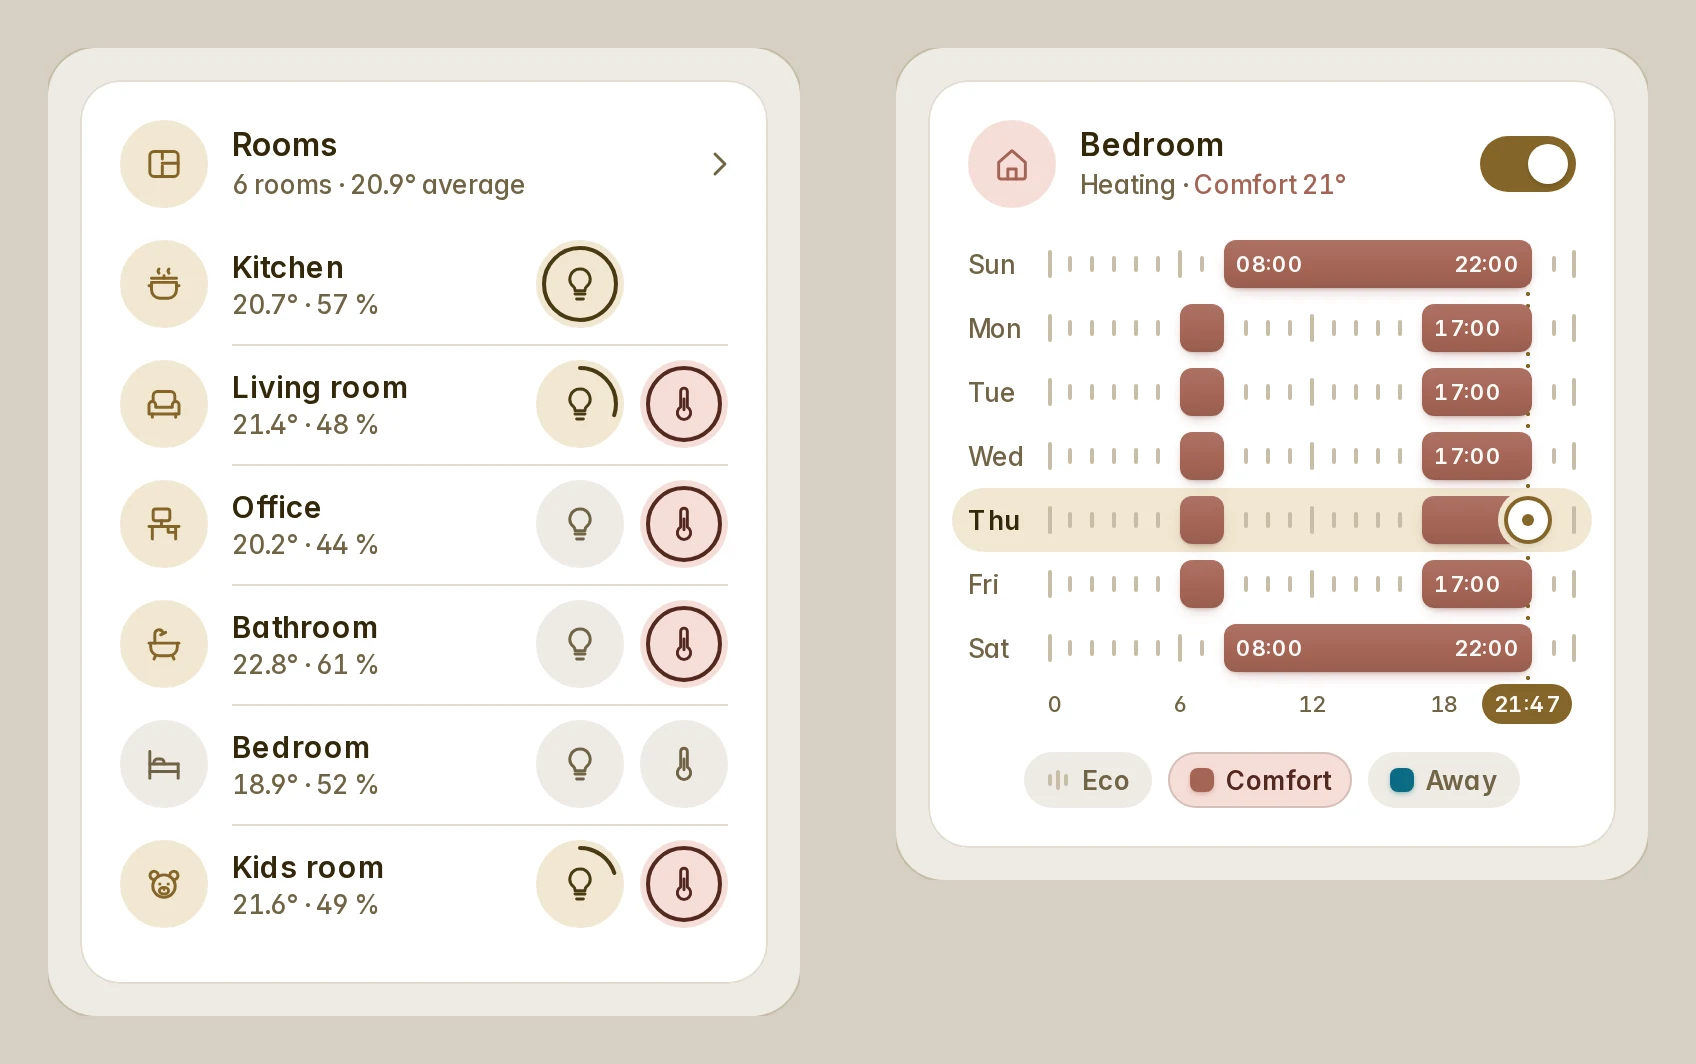 Rooms
6 rooms · 20.9° average
Kitchen
20.7° · 57 %
Living room
21.4° · 48 %
Office
20.2° · 44 %
Bathroom
22.8° · 61 %
Bedroom
18.9° · 52 %
Kids room
21.6° · 49 %
Bedroom
Heating · Comfort 21°
Sun 08:00 22:00
Mon 17:00
Tue 17:00
Wed 17:00
Thu
Fri 17:00
Sat 08:00 22:00
0 6 12 18 21:47
Eco Comfort Away